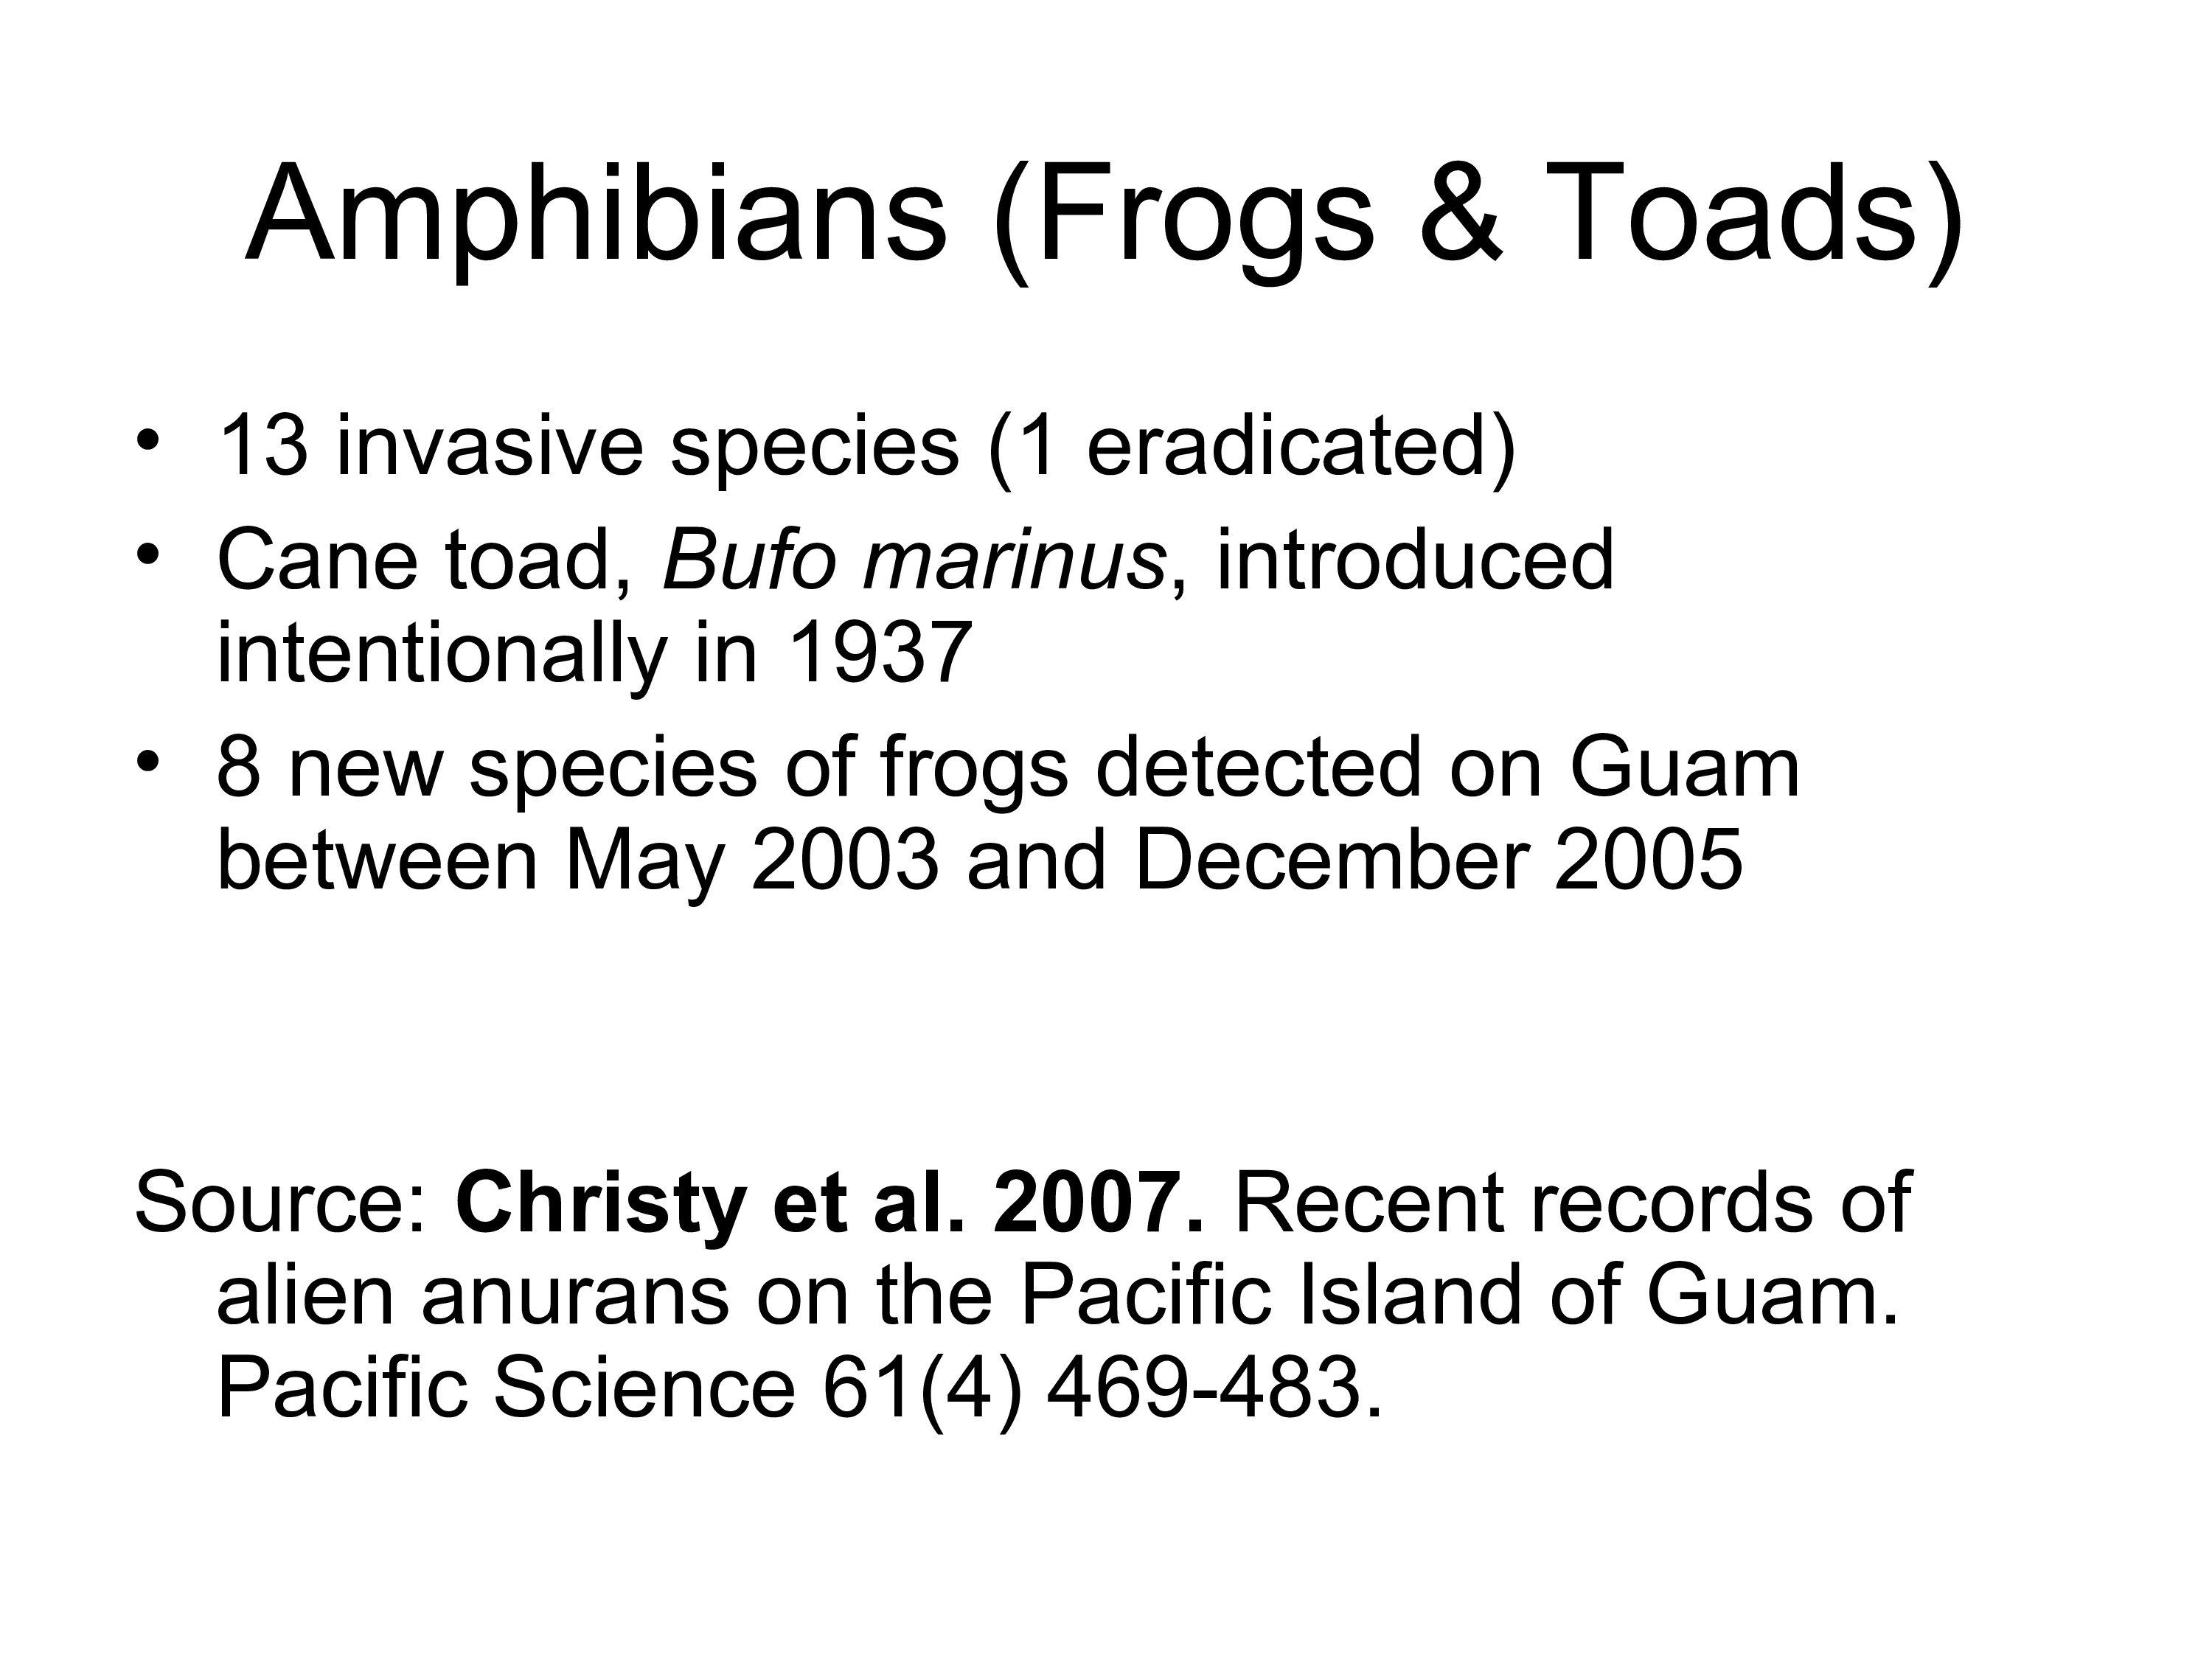 Amphibians (Frogs & Toads)
• 13 invasive species (1 eradicated)
• Cane toad, Bufo marinus, introduced
intentionally in 1937
• 8 new species of frogs detected on Guam
between May 2003 and December 2005
Source: Christy et al. 2007. Recent records of
alien anurans on the Pacific Island of Guam.
Pacific Science 61(4) 469-483.